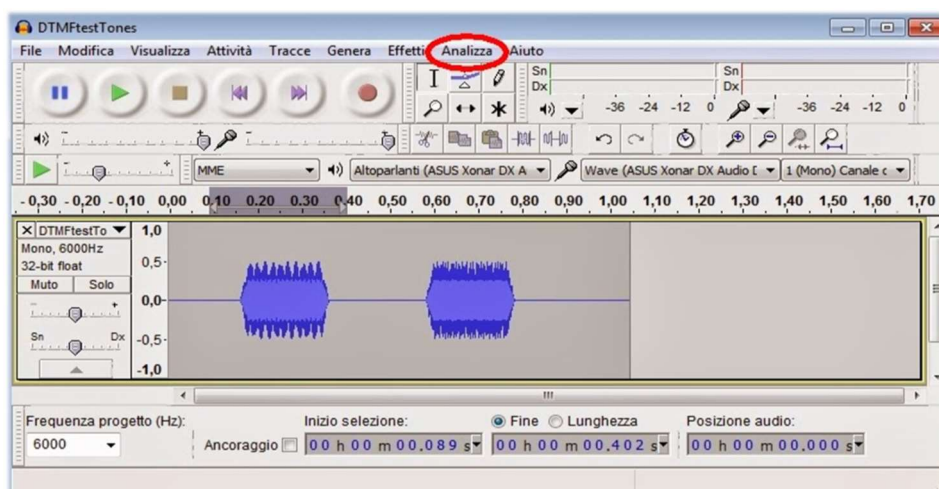 DTMFtestTones
File Modifica Visualizza Attività Tracce Genera Effetti Analizza Aiuto
Sn
Dx
-36 -24 -12 0
Sn
Dx
-36 -24 -12 0
MME
Altoparlanti (ASUS Xonar DX A
Wave (ASUS Xonar DX Audio
1 (Mono) Canale
- 0,30 - 0,20 - 0,10 0,00 0,10 0,20 0,30 0,40 0,50 0,60 0,70 0,80 0,90 1,00 1,10 1,20 1,30 1,40 1,50 1,60 1,70
DTMFtestTo
Mono, 6000Hz
32-bit float
Muto Solo
- +
Sn Dx
1,0
0,5
0,0
-0,5
-1,0
Frequenza progetto (Hz):
6000
Ancoraggio
Inizio selezione:
00 h 00 m 00.089 s
Fine Lunghezza
00 h 00 m 00.402 s
Posizione audio:
00 h 00 m 00.000 s